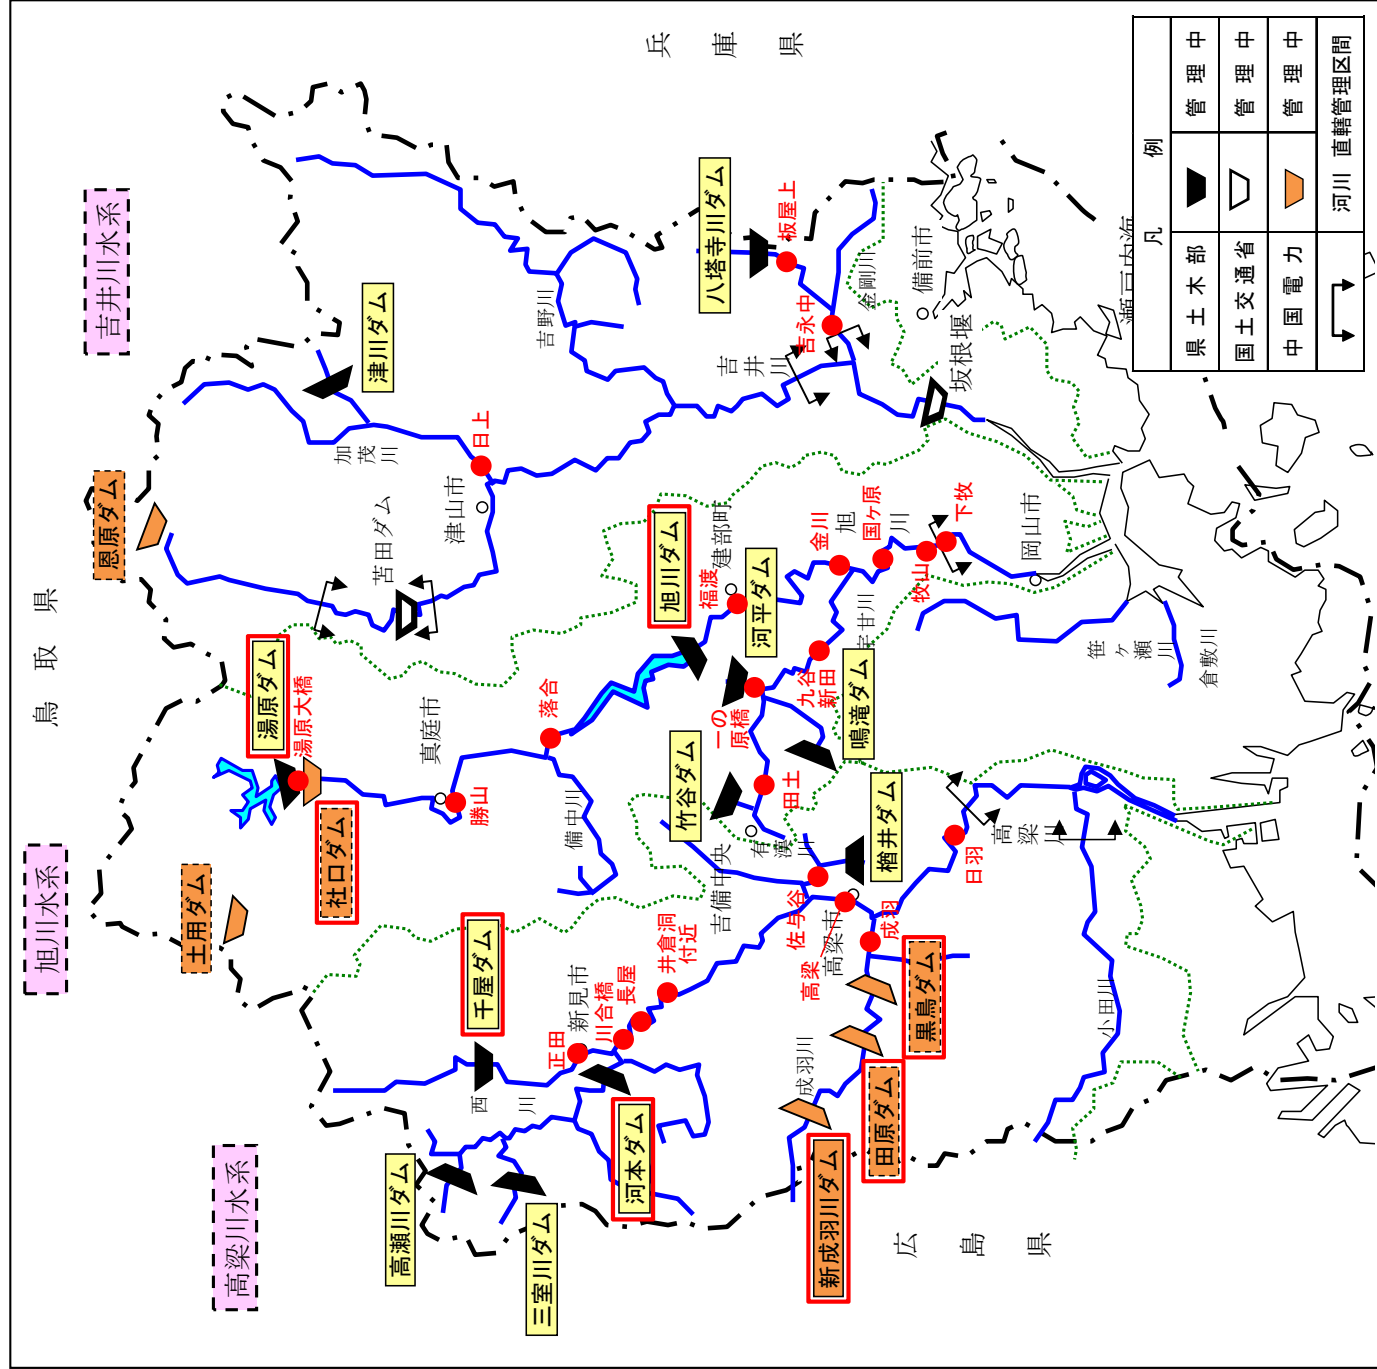 鳥取県
兵庫県
広島県
吉井川水系
旭川水系
高梁川水系
恩原ダム
津川ダム
八塔寺川ダム
板屋上
吉永中
金剛川
備前市
吉野川
吉井川
坂根堰
瀬戸内海
加茂川
日上
津山市
苫田ダム
湯原ダム
湯原大橋
社口ダム
土用ダム
真庭市
勝山
落合
備中川
旭川ダム
福渡
建部町
河平ダム
金川
旭川
国ヶ原
牧山
下牧
岡山市
宇甘川
九谷
新田
鳴滝ダム
一の
原橋
竹谷ダム
田土
有漢川
吉備中央
楢井ダム
佐与谷
高梁
高梁市
成羽
日羽
高梁川
笹ヶ瀬川
倉敷川
小田川
千屋ダム
井倉洞
付近
長屋
川合橋
新見市
正田
西川
河本ダム
高瀬川ダム
三室川ダム
成羽川
黒鳥ダム
田原ダム
新成羽川ダム
凡例
県土木部 管理中
国土交通省 管理中
中国電力 管理中
河川 直轄管理区間